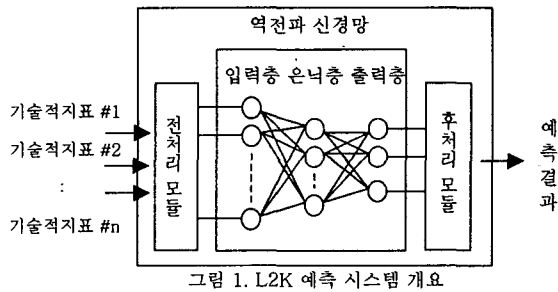 역전파 신경망
입력층 은닉층 출력층
기술적지표 #1
기술적지표 #2
:
기술적지표 #n
전처리 모듈
후처리 모듈
예측결과
그림 1. L2K 예측 시스템 개요